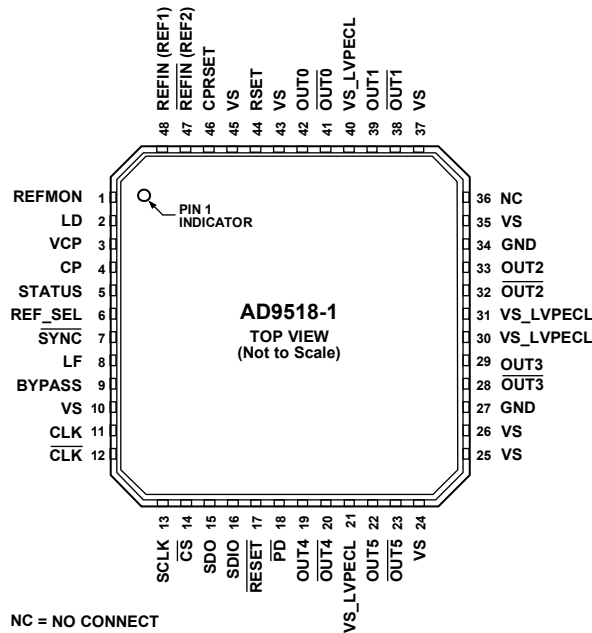 REFIN (REF1)
REFIN (REF2)
CPRSET
VS
RSET
VS
OUT0
OUT0
VS_LVPECL
OUT1
OUT1
VS
48 47 46 45 44 43 42 41 40 39 38 37
REFMON 1
LD 2
VCP 3
CP 4
STATUS 5
REF_SEL 6
SYNC 7
LF 8
BYPASS 9
VS 10
CLK 11
CLK 12
PIN 1
INDICATOR
AD9518-1
TOP VIEW
(Not to Scale)
36 NC
35 VS
34 GND
33 OUT2
32 OUT2
31 VS_LVPECL
30 VS_LVPECL
29 OUT3
28 OUT3
27 GND
26 VS
25 VS
SCLK 13
CS 14
SDO 15
SDIO 16
RESET 17
PD 18
OUT4 19
OUT4 20
VS_LVPECL 21
OUT5 22
OUT5 23
VS 24
NC = NO CONNECT